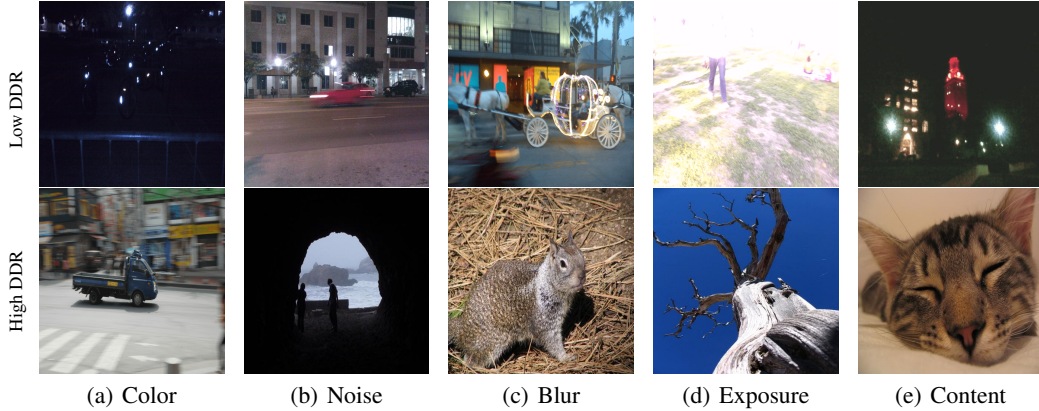 Low DDR
High DDR
(a) Color
(b) Noise
(c) Blur
(d) Exposure
(e) Content